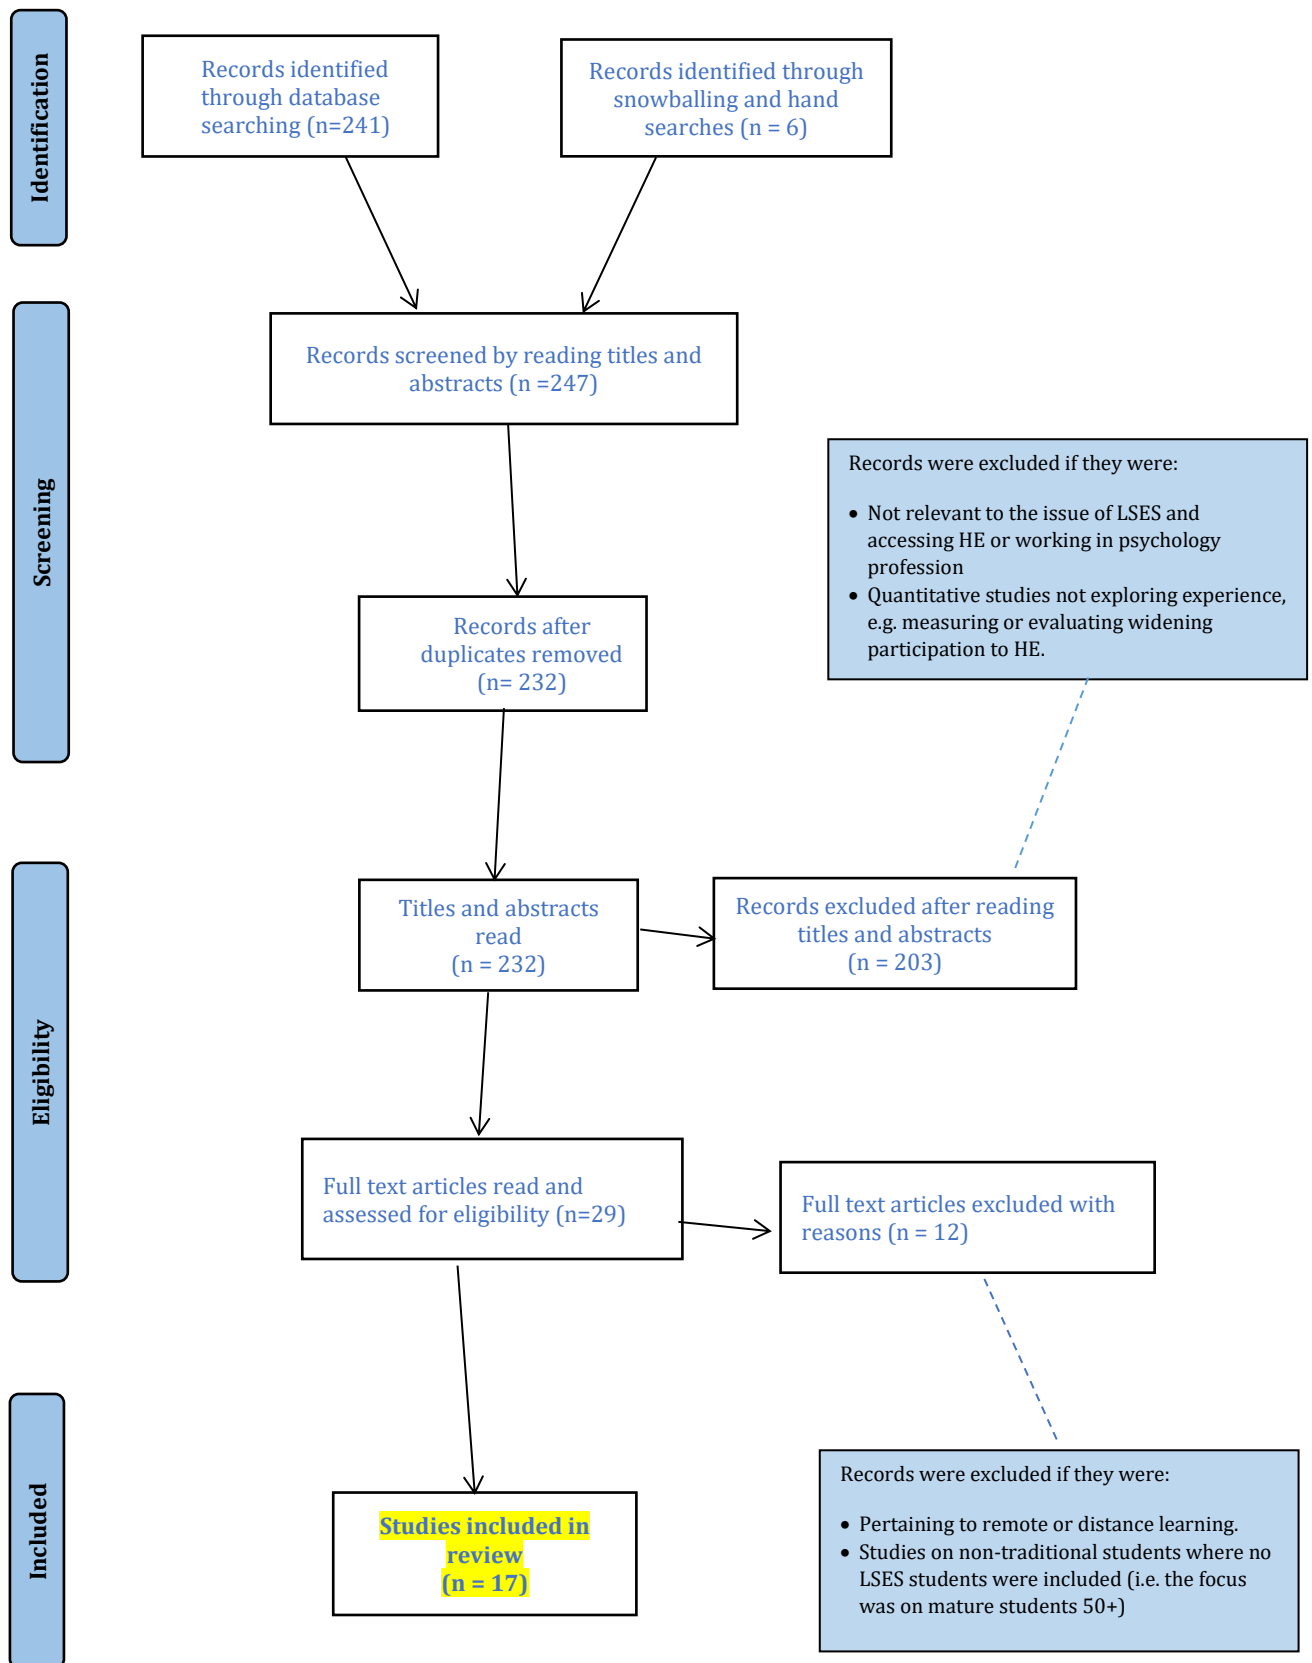 Identification
Records identified
through database
searching (n=241)
Records identified through
snowballing and hand
searches (n = 6)
Screening
Records screened by reading titles and
abstracts (n =247)
Records were excluded if they were:
• Not relevant to the issue of LSES and
accessing HE or working in psychology
profession
• Quantitative studies not exploring experience,
e.g. measuring or evaluating widening
participation to HE.
Records after
duplicates removed
(n= 232)
Eligibility
Titles and abstracts
read
(n = 232)
Records excluded after reading
titles and abstracts
(n = 203)
Full text articles read and
assessed for eligibility (n=29)
Full text articles excluded with
reasons (n = 12)
Included
Studies included in
review
(n = 17)
Records were excluded if they were:
• Pertaining to remote or distance learning.
• Studies on non-traditional students where no
LSES students were included (i.e. the focus
was on mature students 50+)